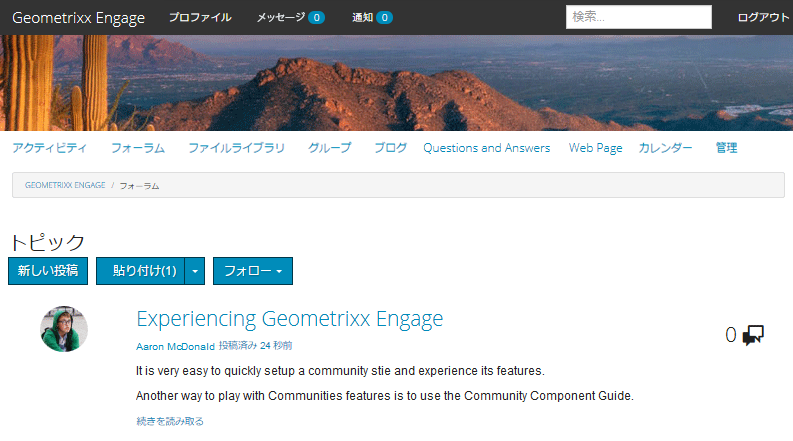 Geometrixx Engage プロファイル メッセージ 0 通知 0 検索... ログアウト
アクティビティ フォーラム ファイルライブラリ グループ ブログ Questions and Answers Web Page カレンダー 管理
GEOMETRIXX ENGAGE / フォーラム
トピック
新しい投稿 貼り付け(1) フォロー
Experiencing Geometrixx Engage 0
Aaron McDonald 投稿済み 24 秒前
It is very easy to quickly setup a community stie and experience its features.
Another way to play with Communities features is to use the Community Component Guide.
続きを読み取る